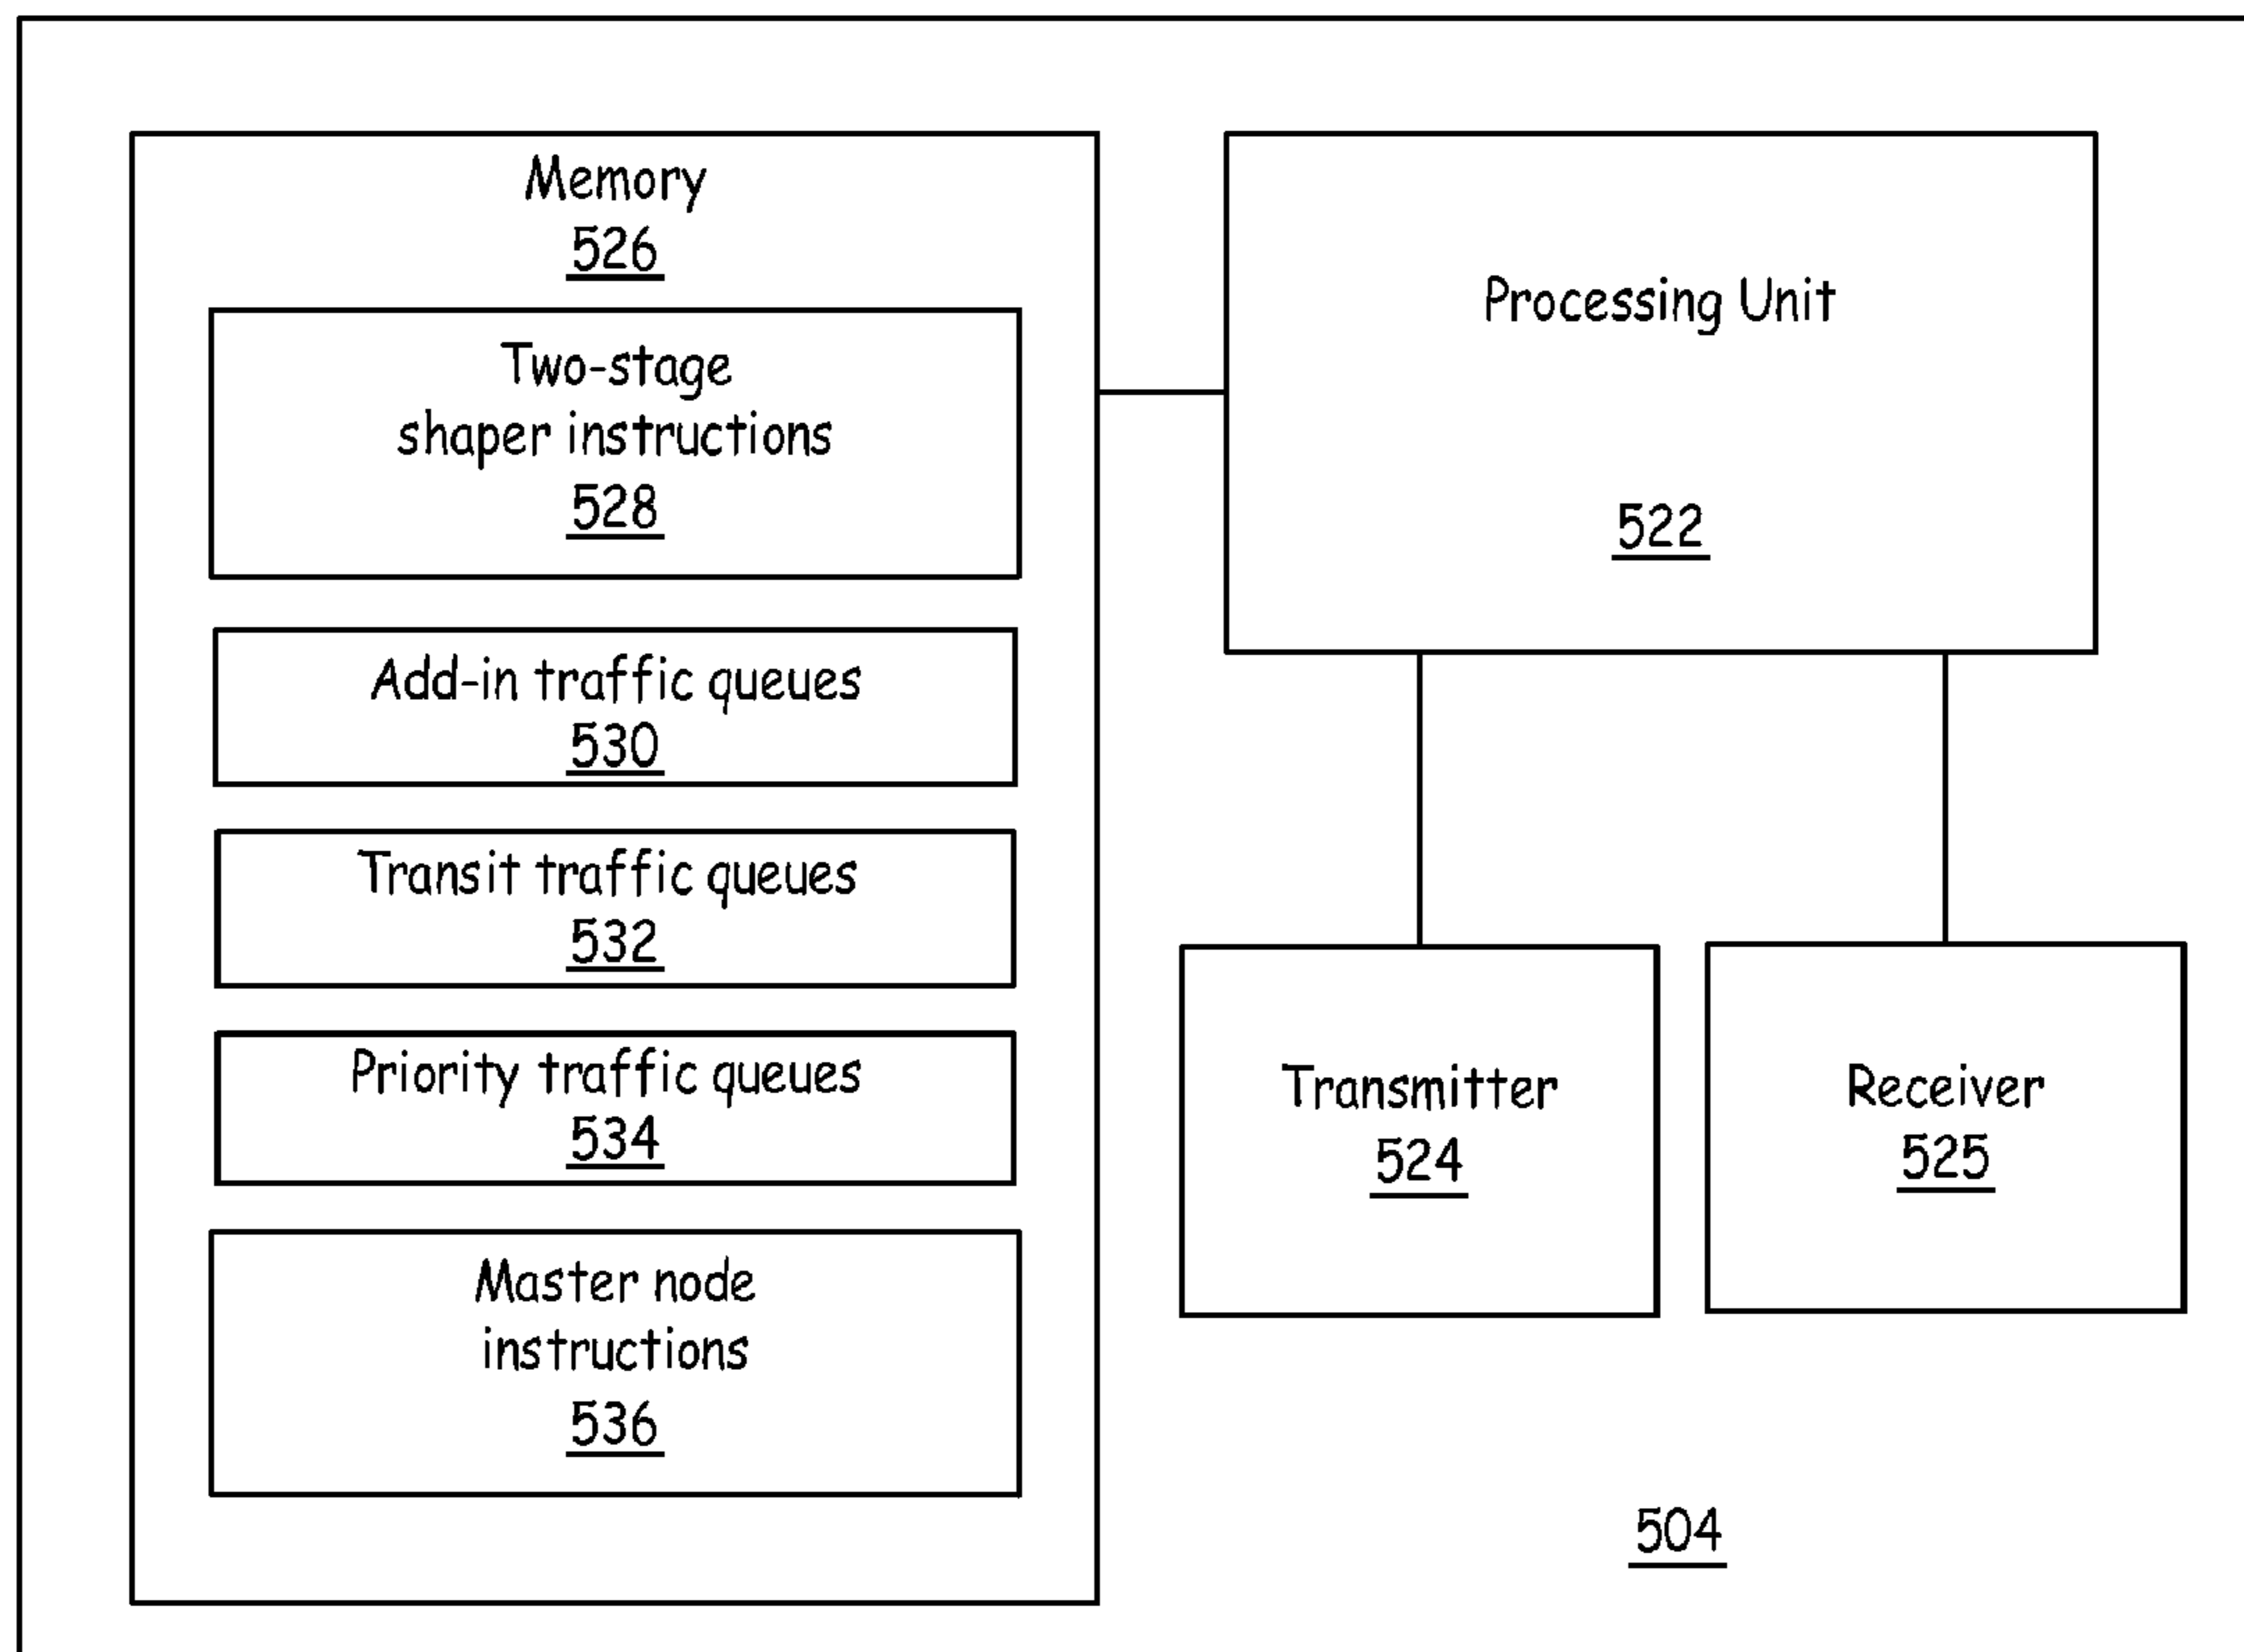 Memory
526
Two-stage
shaper instructions
528
Add-in traffic queues
530
Transit traffic queues
532
Priority traffic queues
534
Master node
instructions
536
Processing Unit
522
Transmitter
524
Receiver
525
504